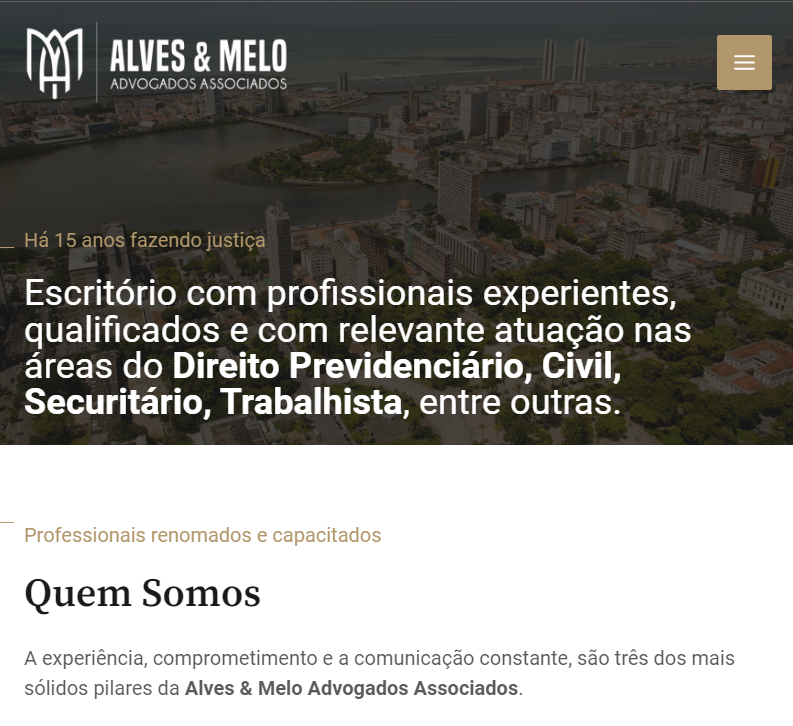 ALVES & MELO
ADVOGADOS ASSOCIADOS
Há 15 anos fazendo justiça
Escritório com profissionais experientes,
qualificados e com relevante atuação nas
áreas do Direito Previdenciário, Civil,
Securitário, Trabalhista, entre outras.
Professionais renomados e capacitados
Quem Somos
A experiência, comprometimento e a comunicação constante, são três dos mais
sólidos pilares da Alves & Melo Advogados Associados.